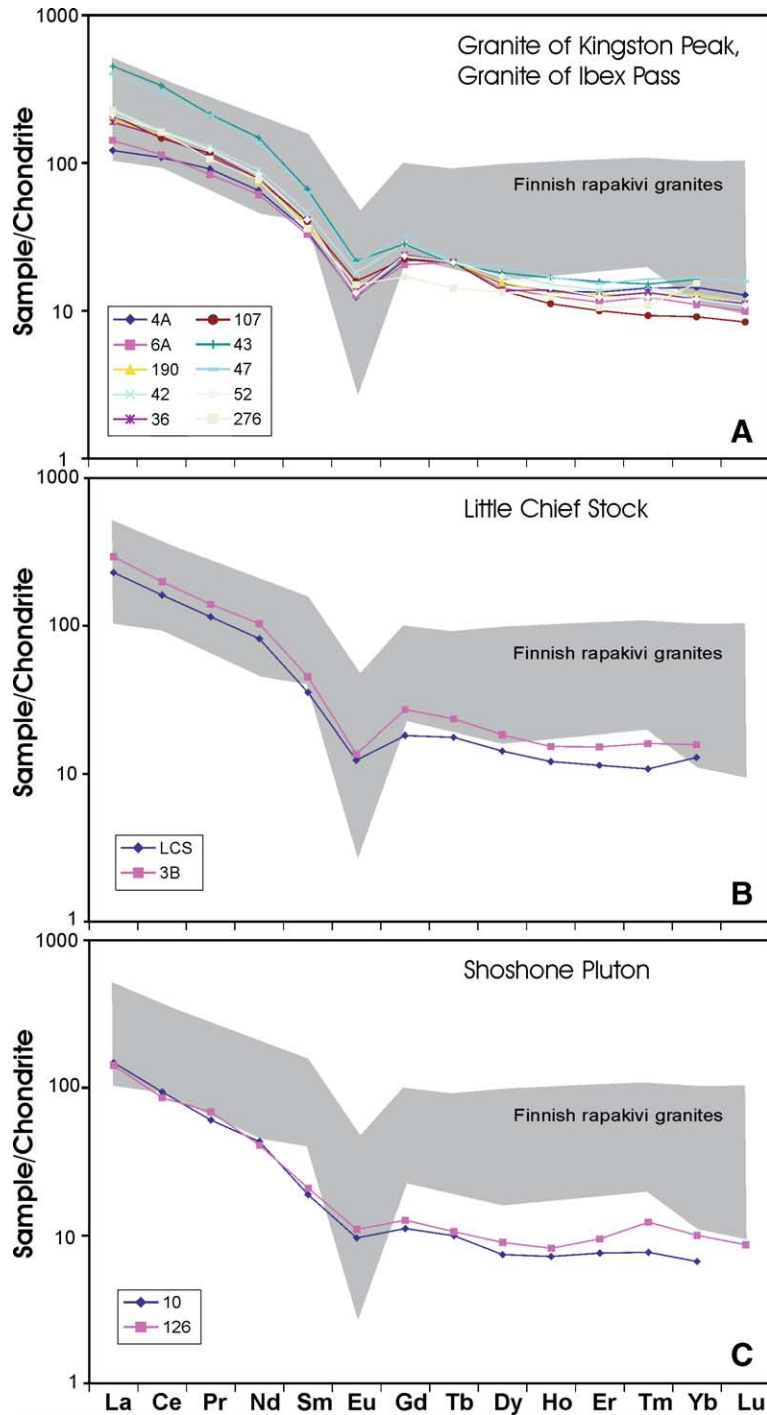 1000
100
10
1
Sample/Chondrite
Granite of Kingston Peak,
Granite of Ibex Pass
Finnish rapakivi granites
4A 107
6A 43
190 47
42 52
36 276
A
1000
100
10
1
Sample/Chondrite
Little Chief Stock
Finnish rapakivi granites
LCS
3B
B
1000
100
10
1
Sample/Chondrite
Shoshone Pluton
Finnish rapakivi granites
10
126
C
La Ce Pr Nd Sm Eu Gd Tb Dy Ho Er Tm Yb Lu